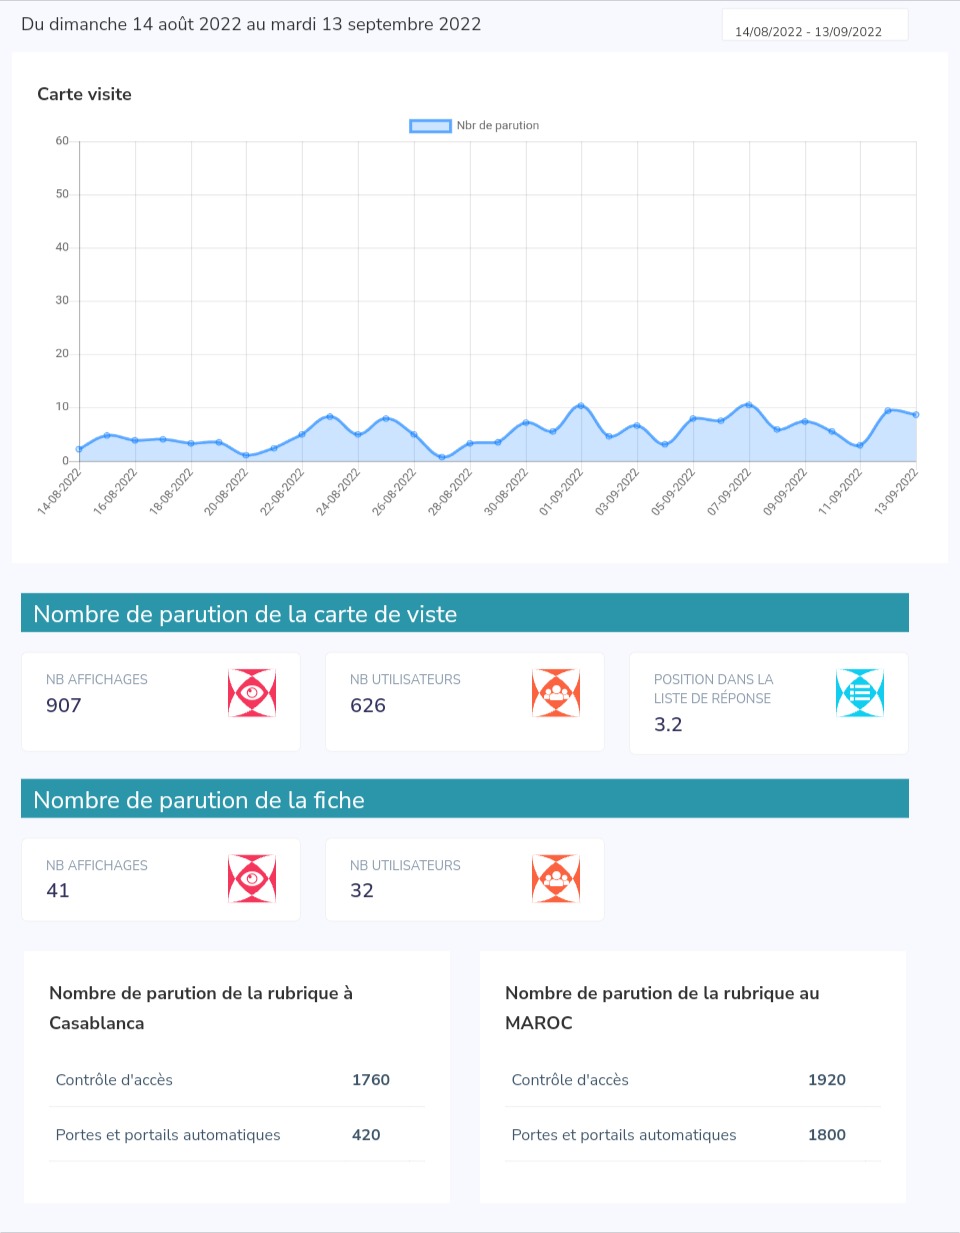 Du dimanche 14 août 2022 au mardi 13 septembre 2022
14/08/2022 - 13/09/2022
Carte visite
Nbr de parution
60
50
40
30
20
10
0
14-08-2022
16-08-2022
18-08-2022
20-08-2022
22-08-2022
24-08-2022
26-08-2022
28-08-2022
30-08-2022
01-09-2022
03-09-2022
05-09-2022
07-09-2022
09-09-2022
11-09-2022
13-09-2022
Nombre de parution de la carte de viste
NB AFFICHAGES
907
NB UTILISATEURS
626
POSITION DANS LA
LISTE DE RÉPONSE
3.2
Nombre de parution de la fiche
NB AFFICHAGES
41
NB UTILISATEURS
32
Nombre de parution de la rubrique à
Casablanca
Contrôle d'accès 1760
Portes et portails automatiques 420
Nombre de parution de la rubrique au
MAROC
Contrôle d'accès 1920
Portes et portails automatiques 1800